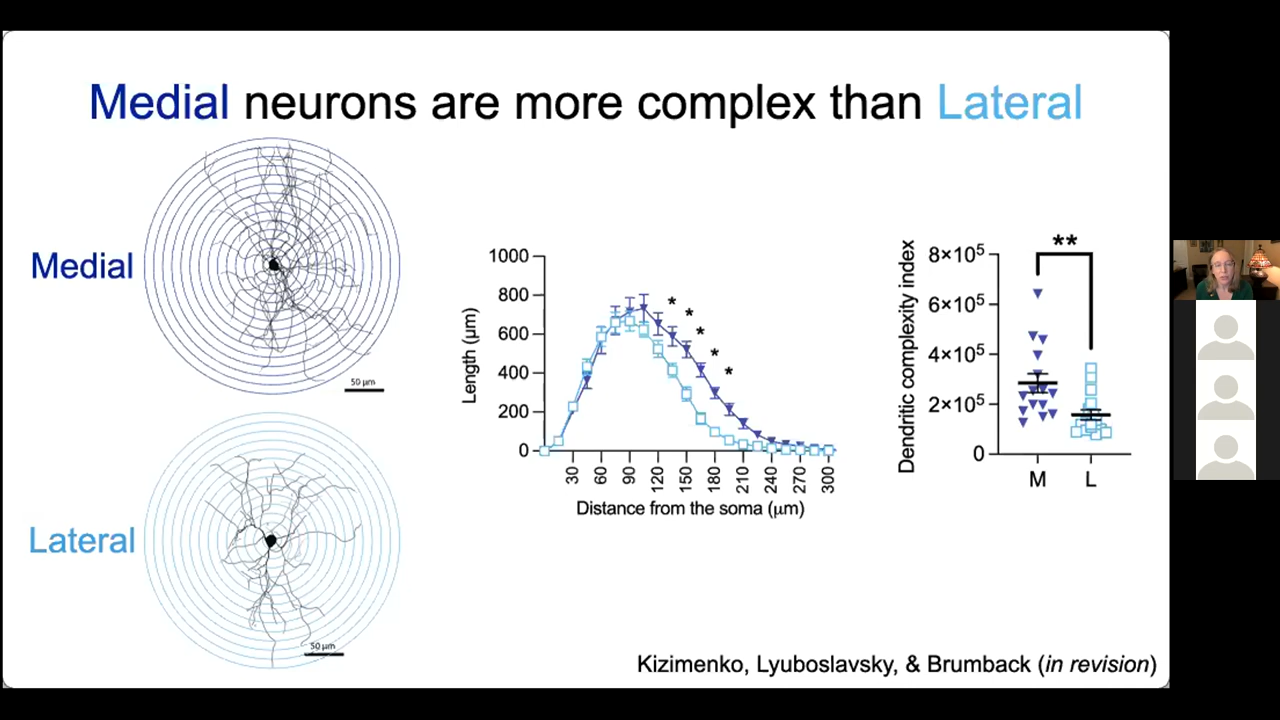 Medial neurons are more complex than Lateral
Medial
50 µm
Lateral
50 µm
Length (µm)
1000
800
600
400
200
0
30 60 90 120 150 180 210 240 270 300
Distance from the soma (µm)
* * * * *
Dendritic complexity index
8×10⁵
6×10⁵
4×10⁵
2×10⁵
0
**
M L
Kizimenko, Lyuboslavsky, & Brumback (in revision)